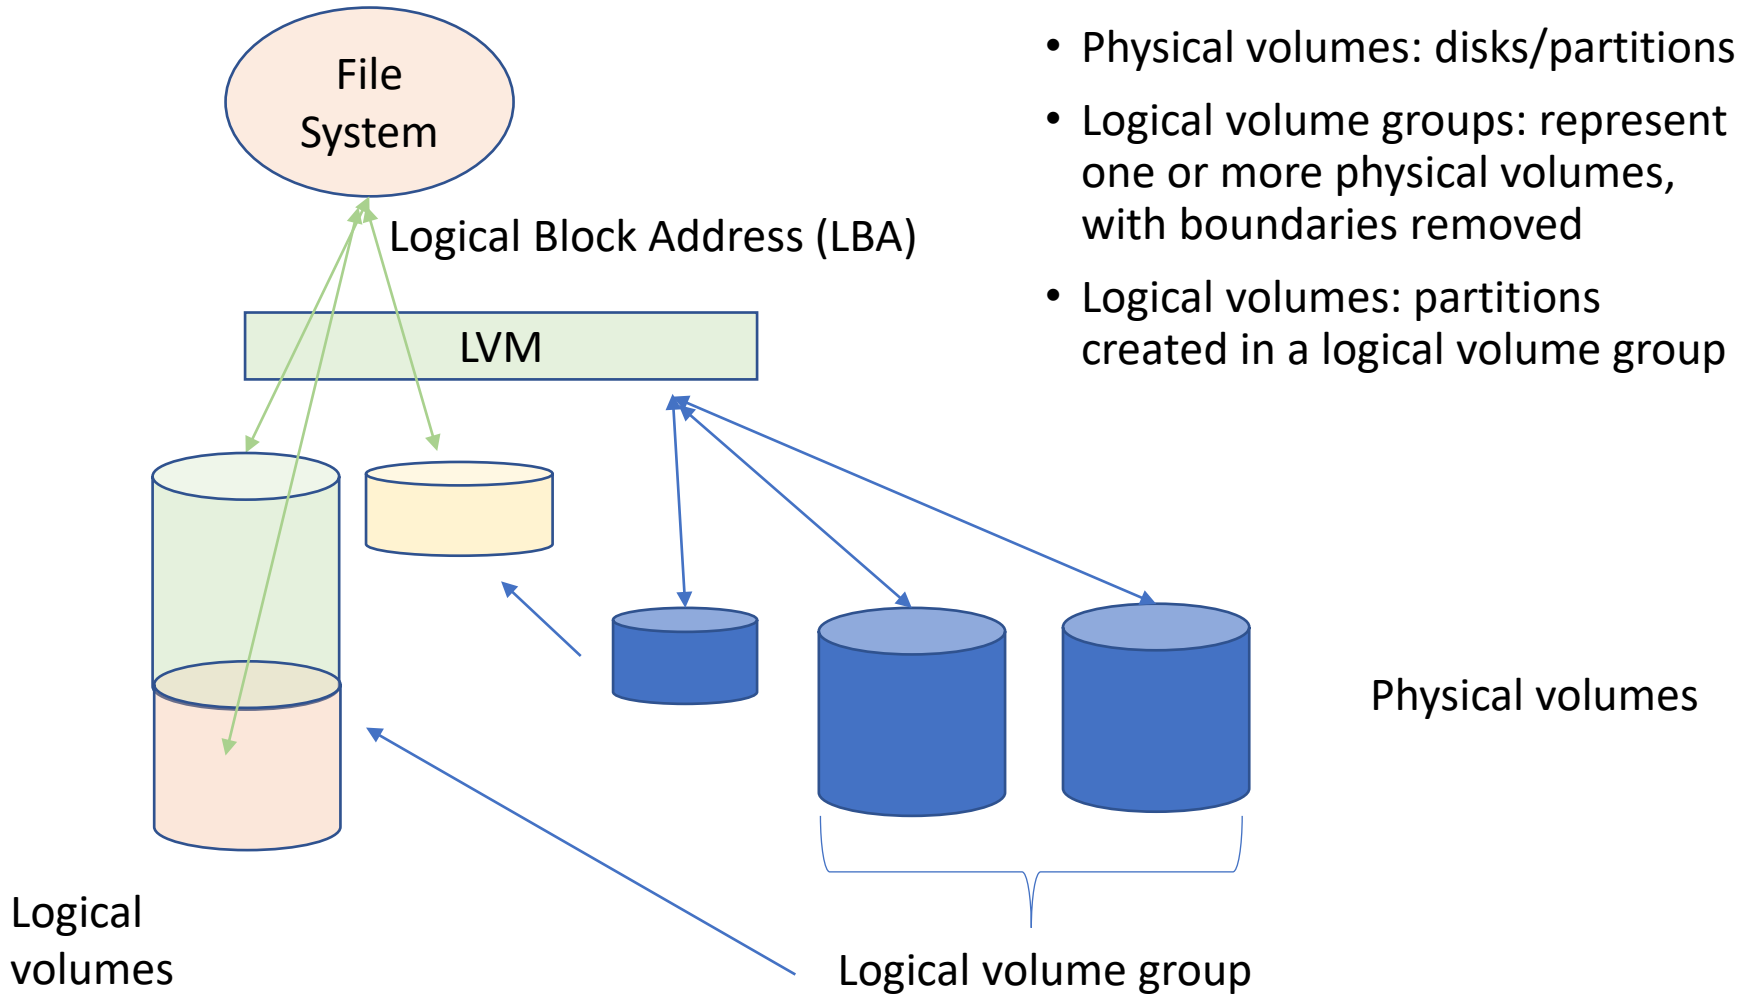 File
System
Logical Block Address (LBA)
LVM
• Physical volumes: disks/partitions
• Logical volume groups: represent
one or more physical volumes,
with boundaries removed
• Logical volumes: partitions
created in a logical volume group
Physical volumes
Logical
volumes
Logical volume group